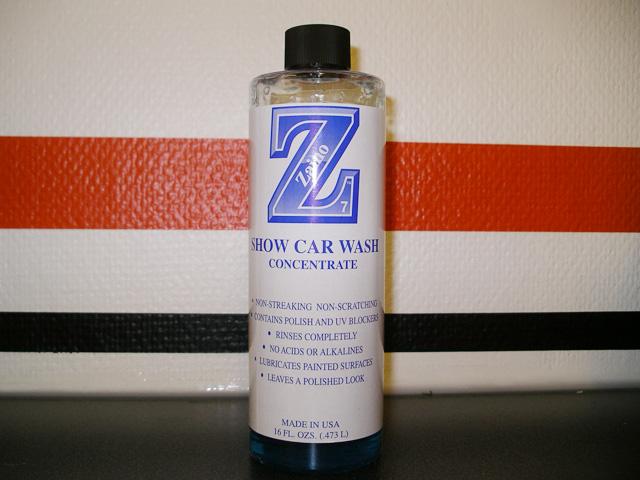 Z
Zaino
7
SHOW CAR WASH
CONCENTRATE
• NON-STREAKING NON-SCRATCHING
• CONTAINS POLISH AND UV BLOCKERS
• RINSES COMPLETELY
• NO ACIDS OR ALKALINES
• LUBRICATES PAINTED SURFACES
• LEAVES A POLISHED LOOK
MADE IN USA
16 FL. OZS. (.473 L)